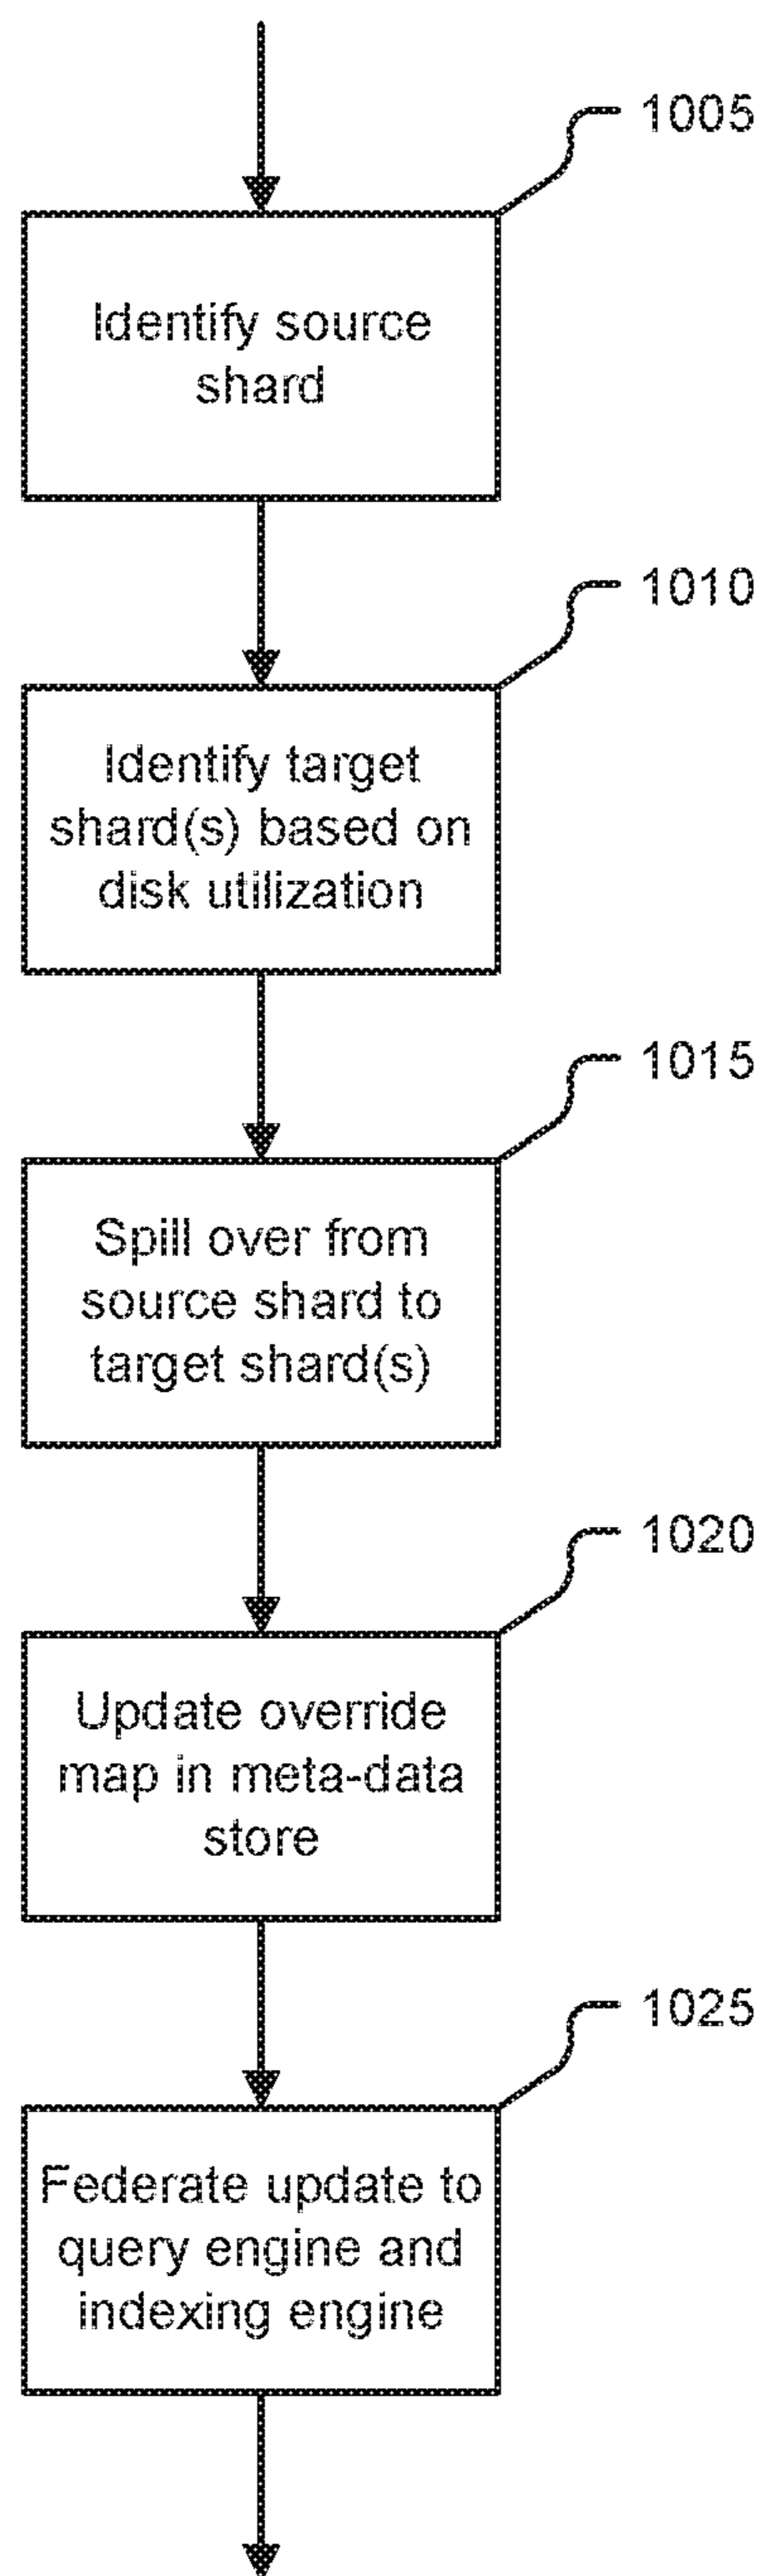 1005
Identify source
shard
1010
Identify target
shard(s) based on
disk utilization
1015
Spill over from
source shard to
target shard(s)
1020
Update override
map in meta-data
store
1025
Federate update to
query engine and
indexing engine